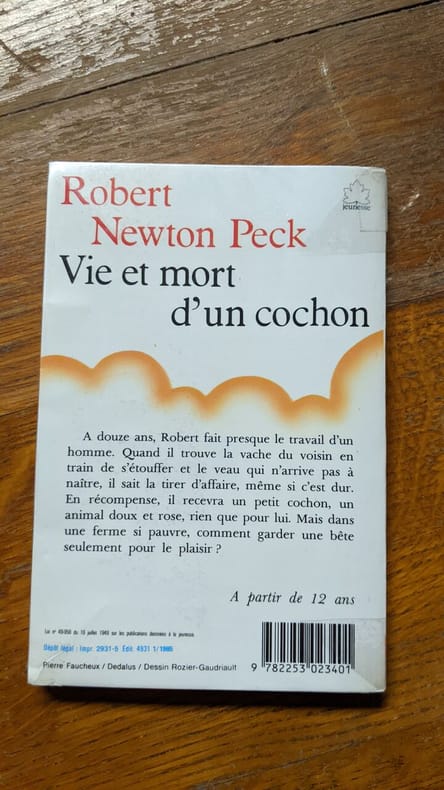 Robert
jeunesse
Newton Peck
Vie et mort
d'un cochon
A douze ans, Robert fait presque le travail d'un
homme. Quand il trouve la vache du voisin en
train de s'étouffer et le veau qui n'arrive pas à
naître, il sait la tirer d'affaire, même si c'est dur.
En récompense, il recevra un petit cochon, un
animal doux et rose, rien que pour lui. Mais dans
une ferme si pauvre, comment garder une bête
seulement pour le plaisir ?
A partir de 12 ans
Loi n° 49-956 du 16 juillet 1949 sur les publications destinées à la jeunesse.
Dépôt légal : Impr. 2931-5 Édit. 4931 1/1985
Pierre Faucheux / Dedalus / Dessin Rozier-Gaudriault
9 782253 023401